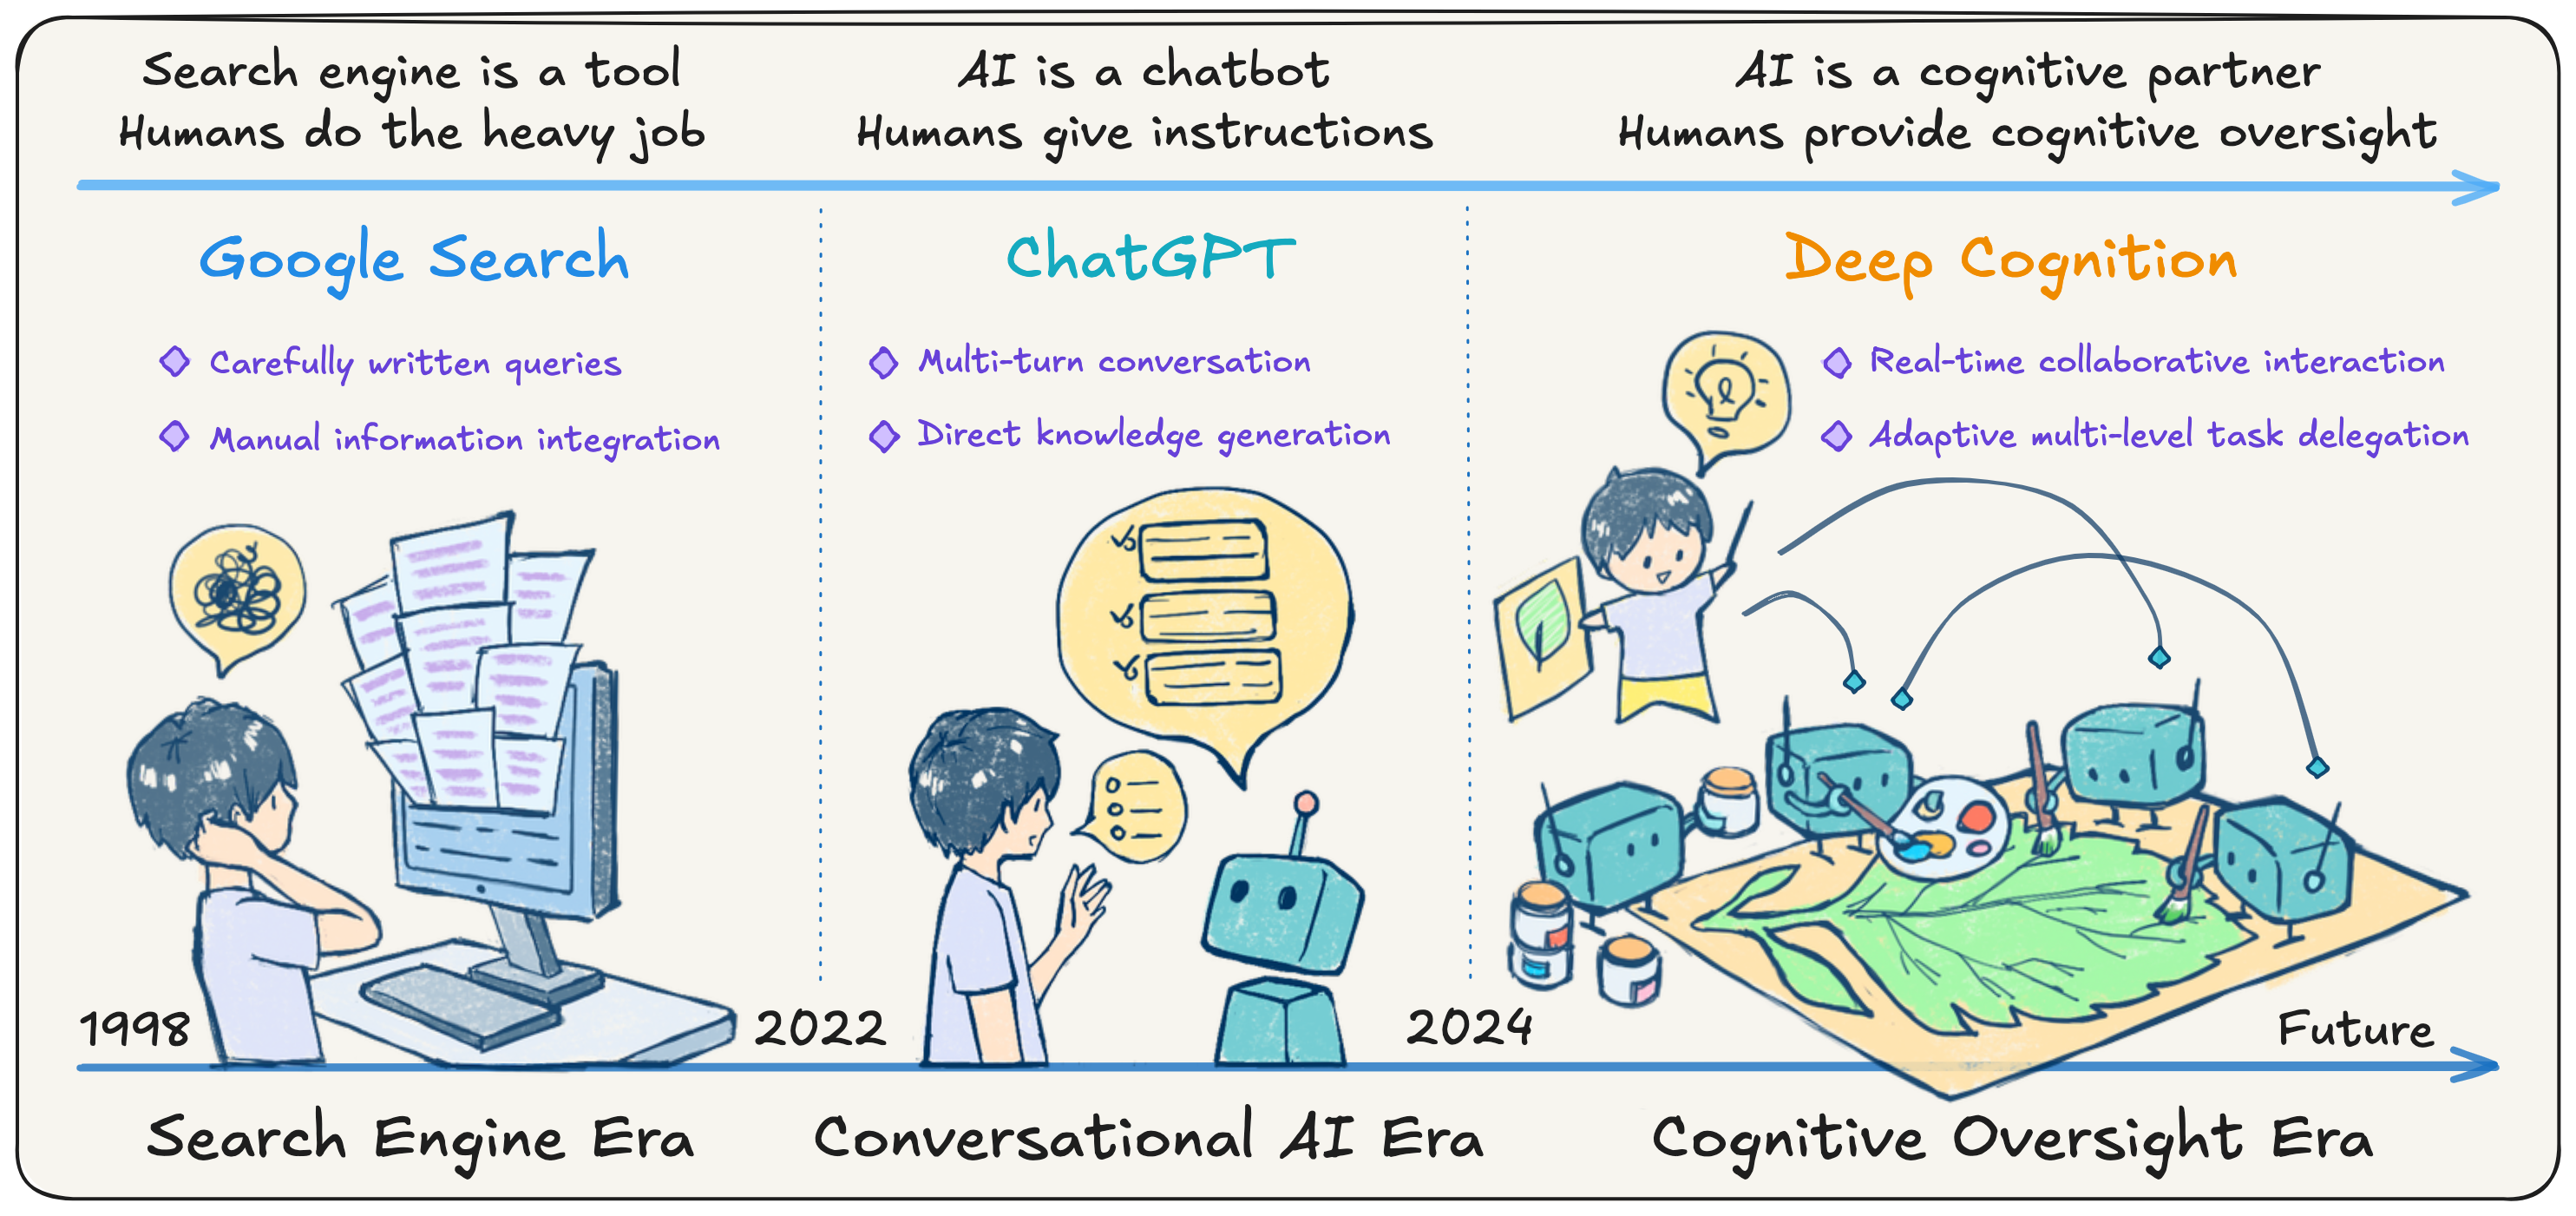 Search engine is a tool
Humans do the heavy job
AI is a chatbot
Humans give instructions
AI is a cognitive partner
Humans provide cognitive oversight
Google Search
Carefully written queries
Manual information integration
ChatGPT
Multi-turn conversation
Direct knowledge generation
Deep Cognition
Real-time collaborative interaction
Adaptive multi-level task delegation
1998
2022
2024
Future
Search Engine Era
Conversational AI Era
Cognitive Oversight Era